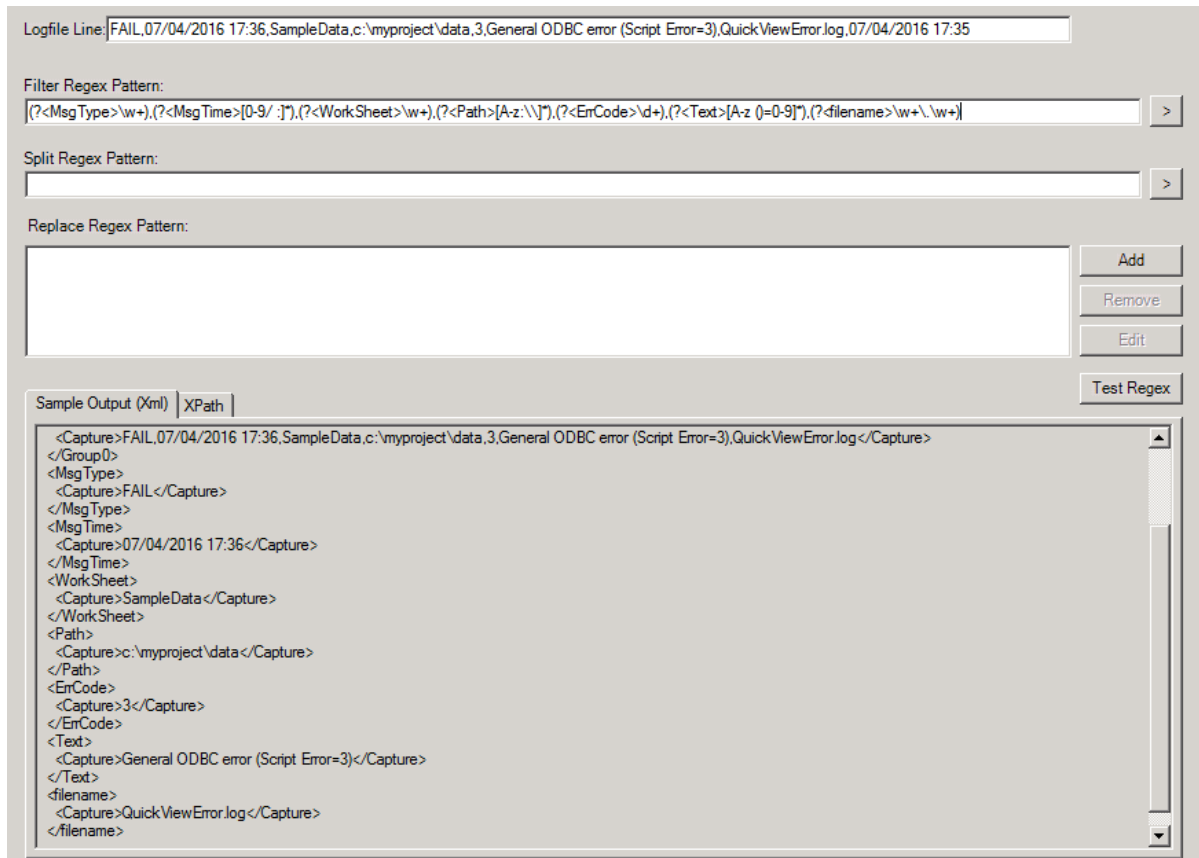 Logfile Line: FAIL,07/04/2016 17:36,SampleData,c:\myproject\data,3,General ODBC error (Script Error=3),QuickViewError.log,07/04/2016 17:35
Filter Regex Pattern:
(?<MsgType>\w+),(?<MsgTime>[0-9/ :]*),(?<WorkSheet>\w+),(?<Path>[A-z:\\]*),(?<ErrCode>\d+),(?<Text>[A-z ()=0-9]*),(?<filename>\w+\.\w+) >
Split Regex Pattern:
>
Replace Regex Pattern:
Add
Remove
Edit
Test Regex
Sample Output (Xml) XPath
<Capture>FAIL,07/04/2016 17:36,SampleData,c:\myproject\data,3,General ODBC error (Script Error=3),QuickViewError.log</Capture>
</Group0>
<MsgType>
<Capture>FAIL</Capture>
</MsgType>
<MsgTime>
<Capture>07/04/2016 17:36</Capture>
</MsgTime>
<WorkSheet>
<Capture>SampleData</Capture>
</WorkSheet>
<Path>
<Capture>c:\myproject\data</Capture>
</Path>
<ErrCode>
<Capture>3</Capture>
</ErrCode>
<Text>
<Capture>General ODBC error (Script Error=3)</Capture>
</Text>
<filename>
<Capture>QuickViewError.log</Capture>
</filename>